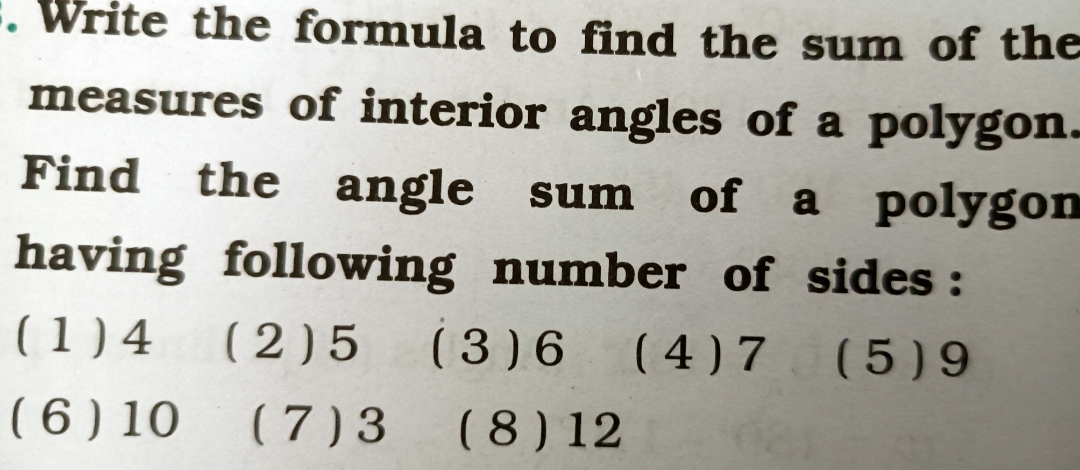 . Write the formula to find the sum of the
measures of interior angles of a polygon.
Find the angle sum of a polygon
having following number of sides :
( 1 ) 4 ( 2 ) 5 ( 3 ) 6 ( 4 ) 7 ( 5 ) 9
( 6 ) 10 ( 7 ) 3 ( 8 ) 12